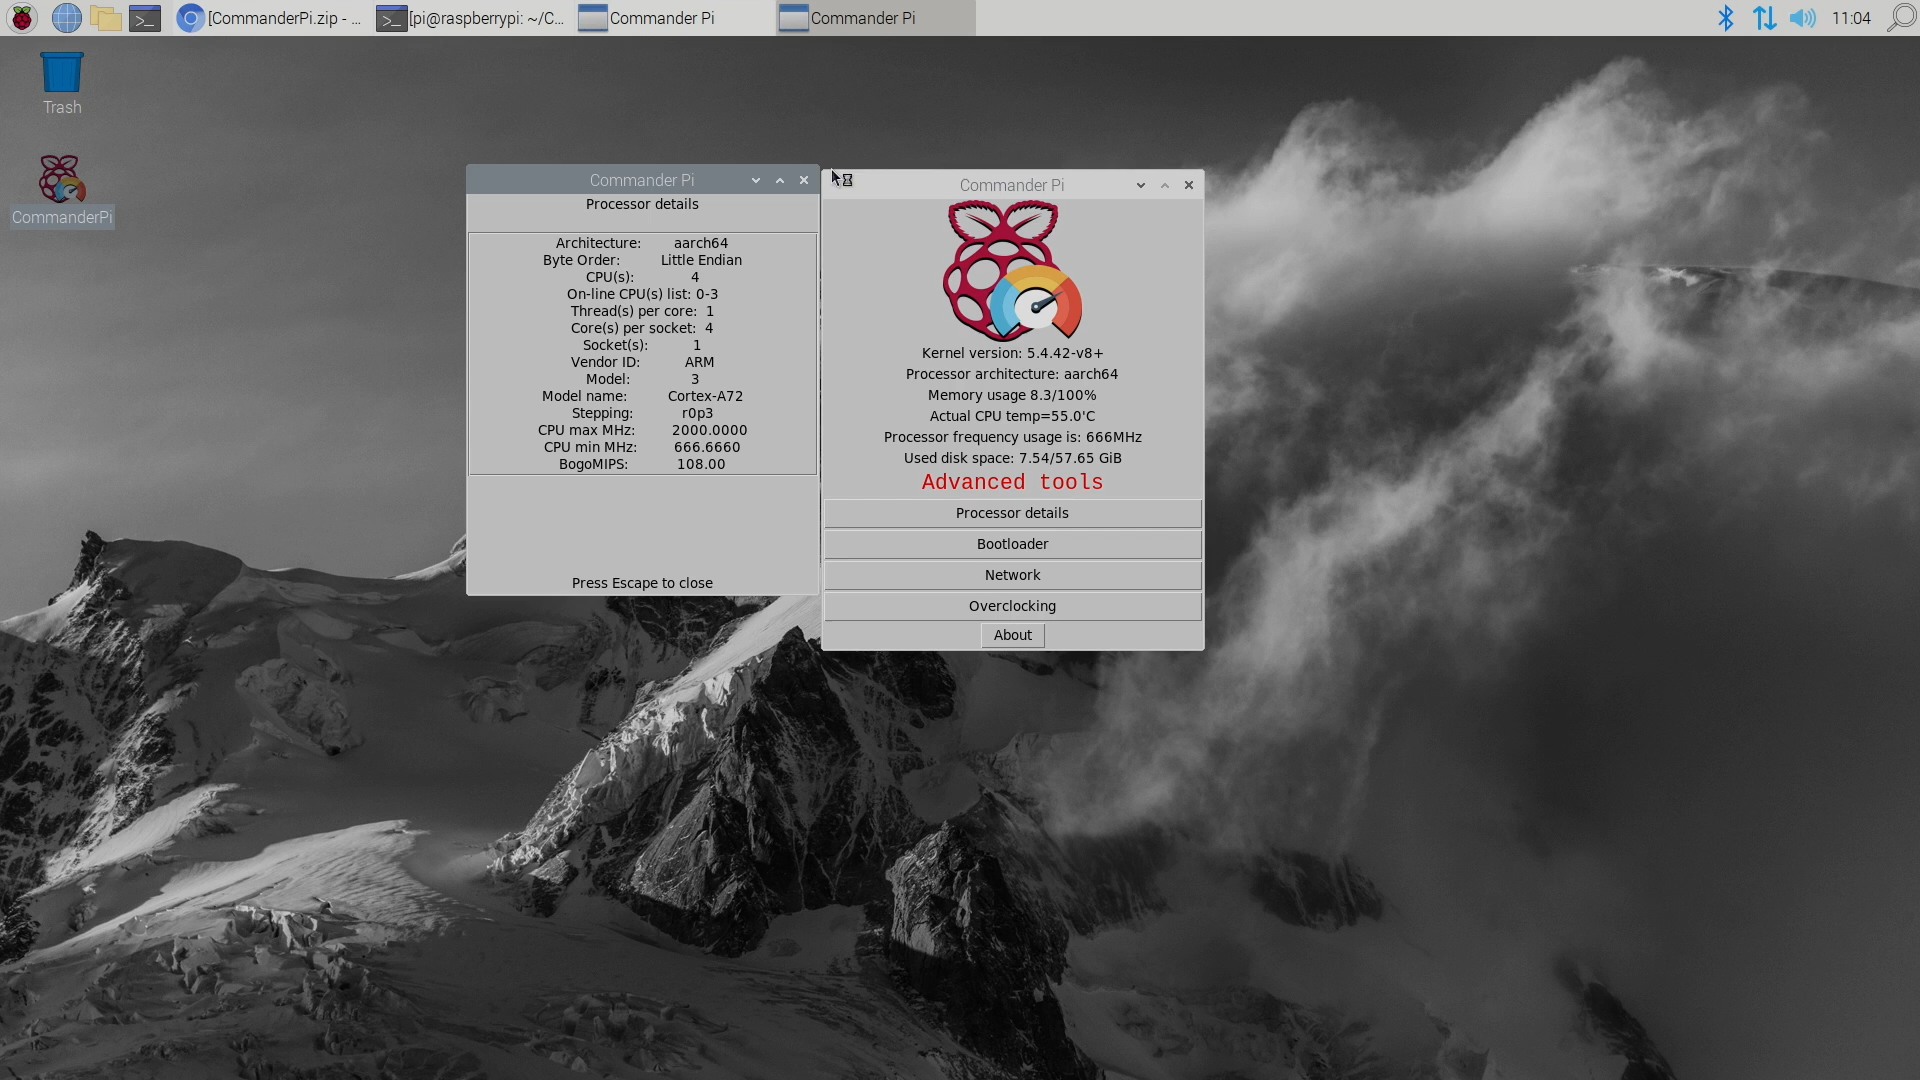 [CommanderPi.zip - ...
[pi@raspberrypi: ~/C...
Commander Pi
Commander Pi
11:04
Trash
CommanderPi
Commander Pi
Processor details
Architecture: aarch64
Byte Order: Little Endian
CPU(s): 4
On-line CPU(s) list: 0-3
Thread(s) per core: 1
Core(s) per socket: 4
Socket(s): 1
Vendor ID: ARM
Model: 3
Model name: Cortex-A72
Stepping: r0p3
CPU max MHz: 2000.0000
CPU min MHz: 666.6660
BogoMIPS: 108.00
Press Escape to close
Commander Pi
Kernel version: 5.4.42-v8+
Processor architecture: aarch64
Memory usage 8.3/100%
Actual CPU temp=55.0'C
Processor frequency usage is: 666MHz
Used disk space: 7.54/57.65 GiB
Advanced tools
Processor details
Bootloader
Network
Overclocking
About